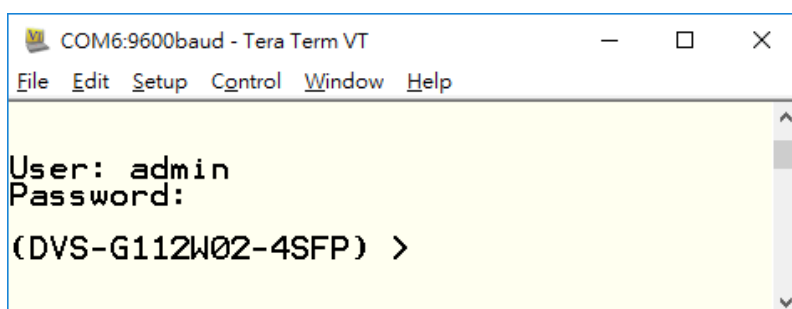 COM6:9600baud - Tera Term VT
File Edit Setup Control Window Help
User: admin
Password:
(DVS-G112W02-4SFP) >